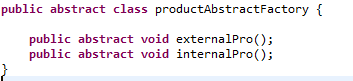 public abstract class productAbstractFactory {
public abstract void externalPro();
public abstract void internalPro();
}